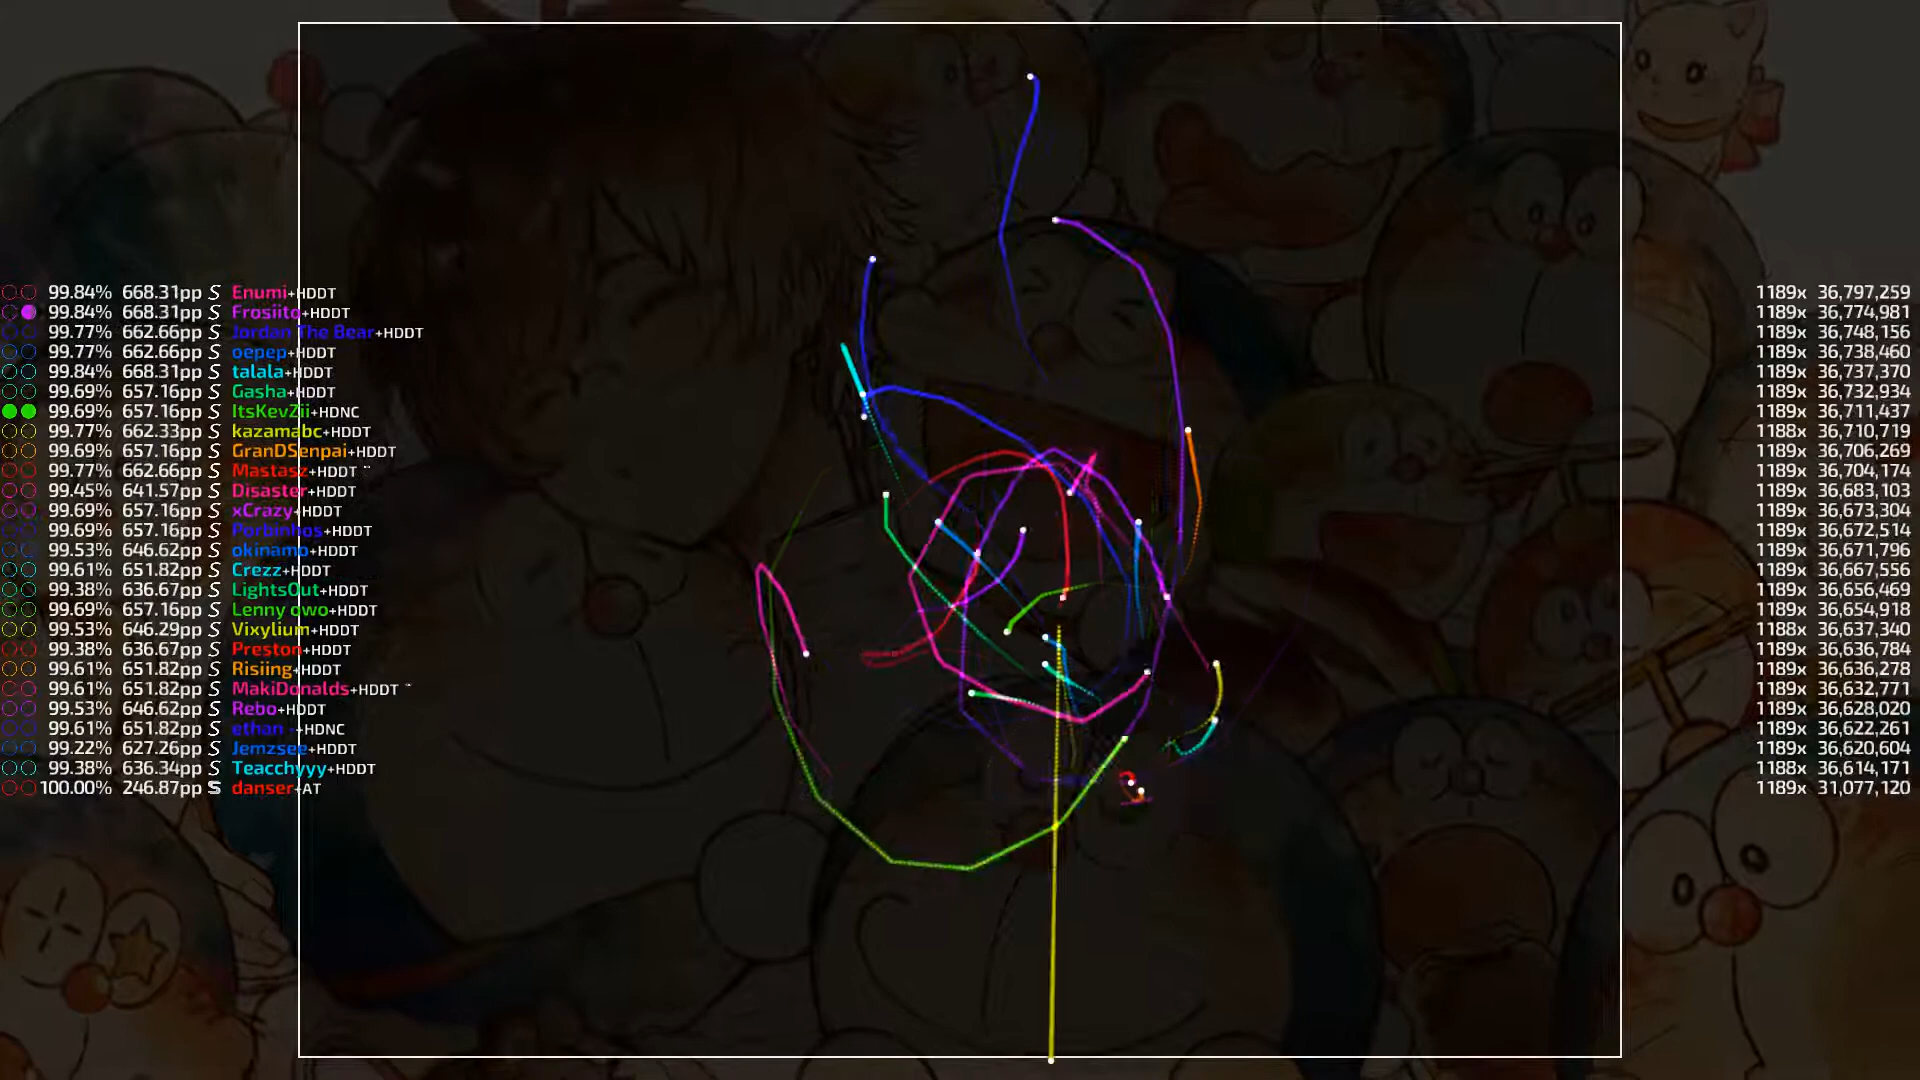 99.84% 668.31pp S Enumi+HDDT 1189x 36,797,259
99.84% 668.31pp S Frosiito+HDDT 1189x 36,774,981
99.77% 662.66pp S Jordan The Bear+HDDT 1189x 36,748,156
99.77% 662.66pp S oepep+HDDT 1189x 36,738,460
99.84% 668.31pp S talala+HDDT 1189x 36,737,370
99.69% 657.16pp S Gasha+HDDT 1189x 36,732,934
99.69% 657.16pp S ItsKevZii+HDNC 1189x 36,711,437
99.77% 662.33pp S kazamabc+HDDT 1188x 36,710,719
99.69% 657.16pp S GranDSenpai+HDDT 1189x 36,706,269
99.77% 662.66pp S Mastasz+HDDT 1189x 36,704,174
99.45% 641.57pp S Disaster+HDDT 1189x 36,683,103
99.69% 657.16pp S xCrazy+HDDT 1189x 36,673,304
99.69% 657.16pp S Porbinhos+HDDT 1189x 36,672,514
99.53% 646.62pp S okinamo+HDDT 1189x 36,671,796
99.61% 651.82pp S Crezz+HDDT 1189x 36,667,556
99.38% 636.67pp S LightsOut+HDDT 1189x 36,656,469
99.69% 657.16pp S Lenny owo+HDDT 1189x 36,654,918
99.53% 646.29pp S Vixylium+HDDT 1188x 36,637,340
99.38% 636.67pp S Preston+HDDT 1189x 36,636,784
99.61% 651.82pp S Risiing+HDDT 1189x 36,636,278
99.61% 651.82pp S MakiDonalds+HDDT 1189x 36,632,771
99.53% 646.62pp S Rebo+HDDT 1189x 36,628,020
99.61% 651.82pp S ethan -+HDNC 1189x 36,622,261
99.22% 627.26pp S Jemzsee+HDDT 1189x 36,620,604
99.38% 636.34pp S Teacchyyy+HDDT 1188x 36,614,171
100.00% 246.87pp S danser+AT 1189x 31,077,120